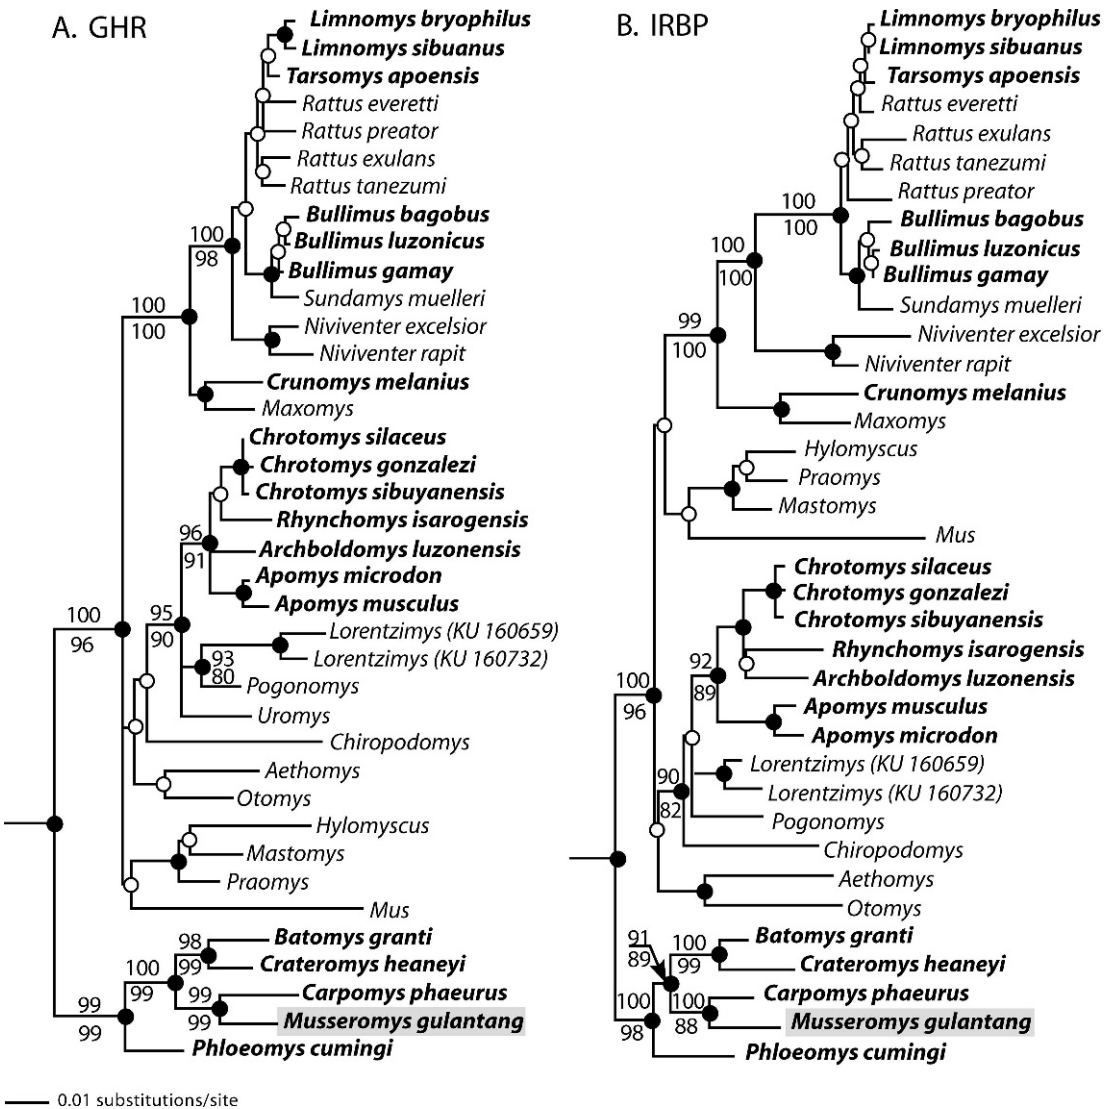 A. GHR
Limnomys bryophilus
Limnomys sibuanus
Tarsomys apoensis
Rattus everetti
Rattus preator
Rattus exulans
Rattus tanezumi
Bullimus bagobus
100
Bullimus luzonicus
98
Bullimus gamay
Sundamys muelleri
100
Niviventer excelsior
100
Niviventer rapit
Crunomys melanius
Maxomys
Chrotomys silaceus
Chrotomys gonzalezi
Chrotomys sibuyanensis
Rhynchomys isarogensis
96
Archboldomys luzonensis
91
Apomys microdon
Apomys musculus
100
95
96
90
Lorentzimys (KU 160659)
93
Lorentzimys (KU 160732)
80
Pogonomys
Uromys
Chiropodomys
Aethomys
Otomys
Hylomyscus
Mastomys
Praomys
Mus
98
Batomys granti
99
Crateromys heaneyi
100
99
99
Carpomys phaeurus
99
Musseromys gulantang
99
99
Phloeomys cumingi
0.01 substitutions/site
B. IRBP
Limnomys bryophilus
Limnomys sibuanus
Tarsomys apoensis
Rattus everetti
Rattus exulans
Rattus tanezumi
Rattus preator
100
100
Bullimus bagobus
100
Bullimus luzonicus
100
Bullimus gamay
Sundamys muelleri
99
Niviventer excelsior
100
Niviventer rapit
Crunomys melanius
Maxomys
Hylomyscus
Praomys
Mastomys
Mus
Chrotomys silaceus
Chrotomys gonzalezi
Chrotomys sibuyanensis
Rhynchomys isarogensis
92
Archboldomys luzonensis
89
100
96
Apomys musculus
Apomys microdon
Lorentzimys (KU 160659)
90
Lorentzimys (KU 160732)
82
Pogonomys
Chiropodomys
Aethomys
Otomys
91
89
100
Batomys granti
99
Crateromys heaneyi
100
100
Carpomys phaeurus
98
88
Musseromys gulantang
Phloeomys cumingi